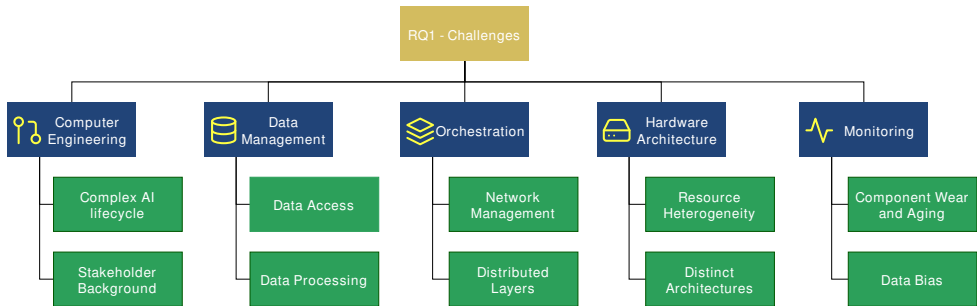 RQ1 - Challenges
Computer
Engineering
Data
Management
Orchestration
Hardware
Architecture
Monitoring
Complex AI
lifecycle
Data Access
Network
Management
Resource
Heterogeneity
Component Wear
and Aging
Stakeholder
Background
Data Processing
Distributed
Layers
Distinct
Architectures
Data Bias